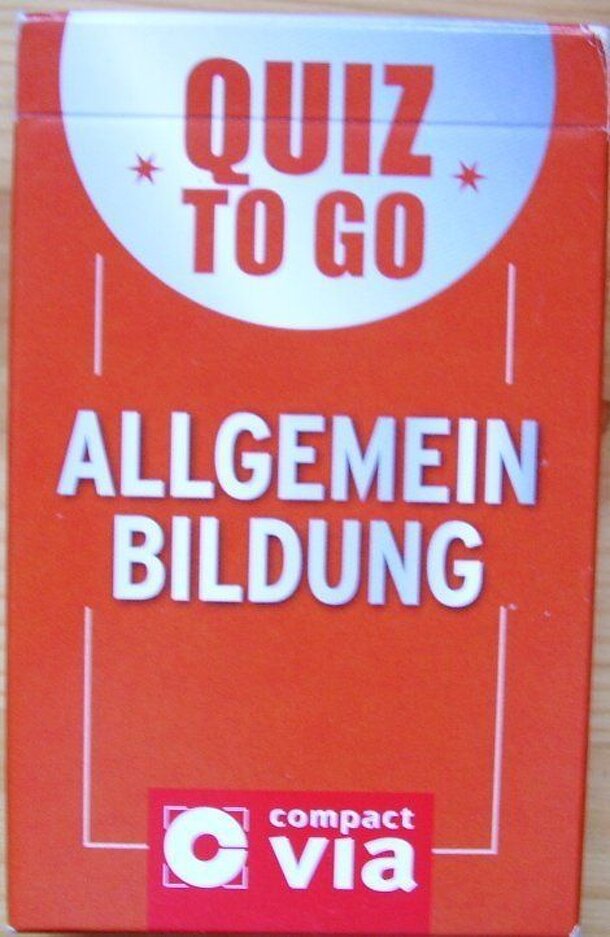 QUIZ
TO GO
ALLGEMEIN
BILDUNG
compact
via